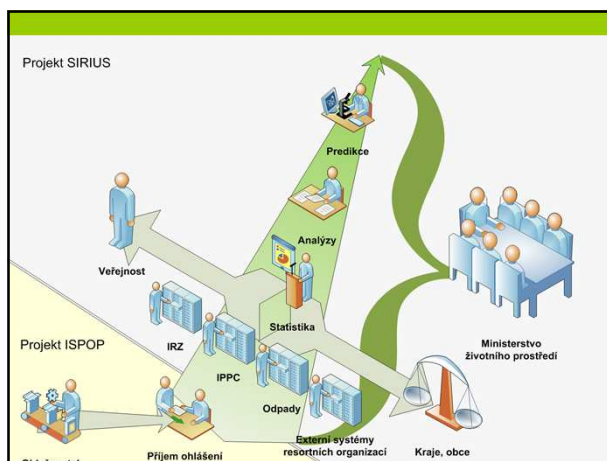 Projekt SIRIUS
Predikce
Analýzy
Veřejnost
Statistika
IRZ
Ministerstvo
životního prostředí
Projekt ISPOP
IPPC
Odpady
Externí systémy
resortních organizací
Kraje, obce
Příjem ohlášení